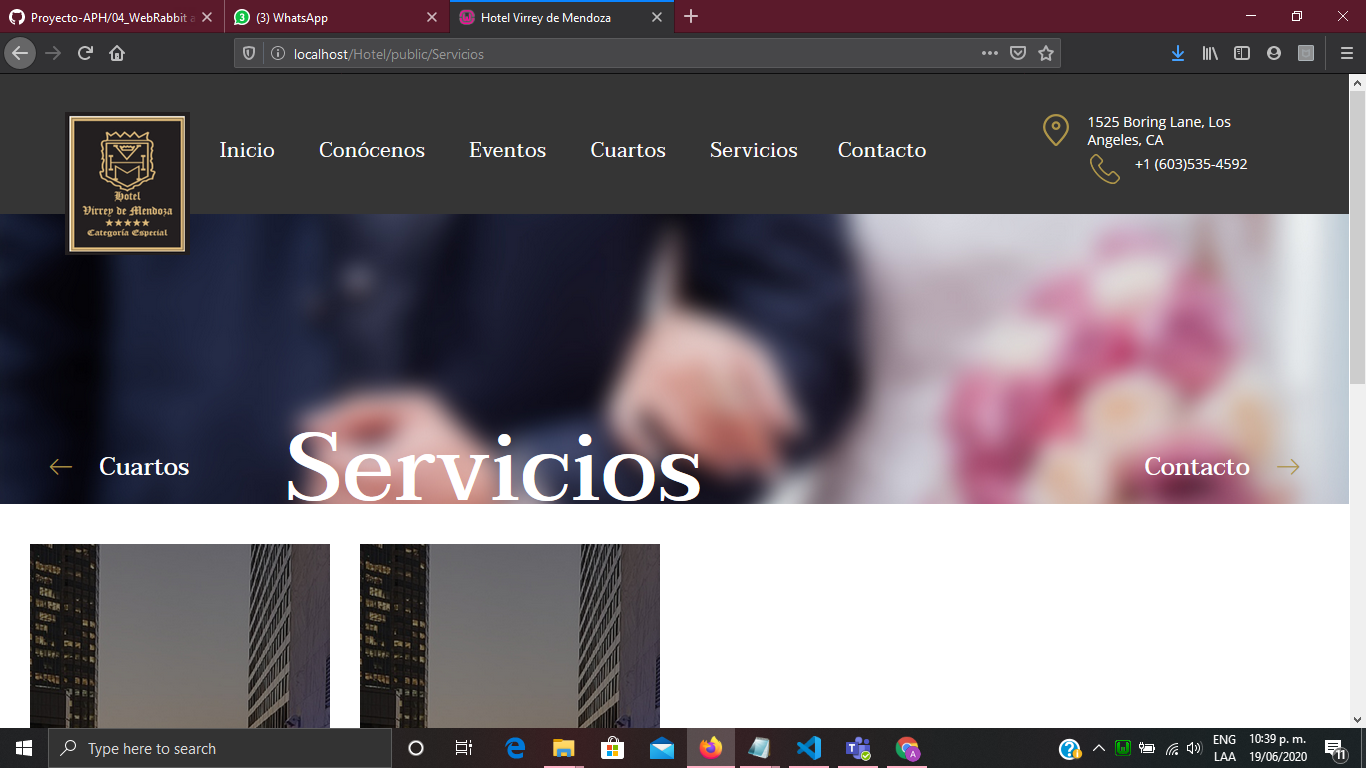 Proyecto-APH/04_WebRabbit a
(3) WhatsApp
Hotel Virrey de Mendoza
localhost/Hotel/public/Servicios
Hotel
Virrey de Mendoza
Categoría Especial
Inicio
Conócenos
Eventos
Cuartos
Servicios
Contacto
1525 Boring Lane, Los
Angeles, CA
+1 (603)535-4592
Cuartos
Servicios
Contacto
Type here to search
ENG
LAA
10:39 p. m.
19/06/2020
11